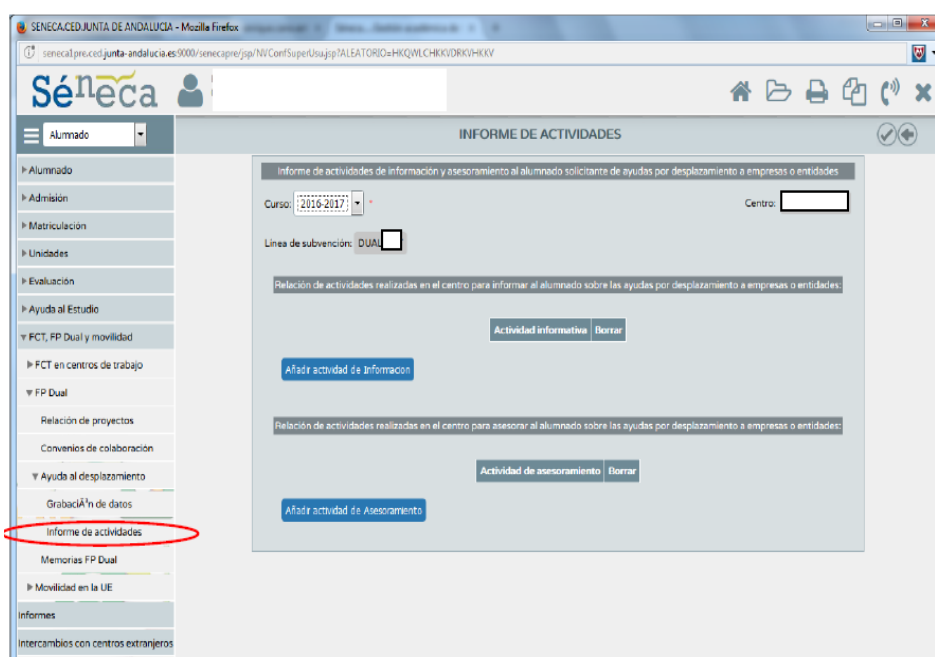 SENECA.CED.JUNTA DE ANDALUCIA - Mozilla Firefox
seneca1pre.ced.junta-andalucia.es:9000/senecapre/jsp/NVConfSuperUsu.jsp?ALEATORIO=HKQWLCHKKVDRKVHKKV
Séneca
Alumnado
INFORME DE ACTIVIDADES
Alumnado
Admisión
Matriculación
Unidades
Evaluación
Ayuda al Estudio
FCT, FP Dual y movilidad
FCT en centros de trabajo
FP Dual
Relación de proyectos
Convenios de colaboración
Ayuda al desplazamiento
GrabaciÃ³n de datos
Informe de actividades
Memorias FP Dual
Movilidad en la UE
Informes
Intercambios con centros extranjeros
Informe de actividades de información y asesoramiento al alumnado solicitante de ayudas por desplazamiento a empresas o entidades
Curso: 2016-2017 * Centro:
Línea de subvención: DUAL
Relación de actividades realizadas en el centro para informar al alumnado sobre las ayudas por desplazamiento a empresas o entidades:
Actividad informativa Borrar
Añadir actividad de Informacion
Relación de actividades realizadas en el centro para asesorar al alumnado sobre las ayudas por desplazamiento a empresas o entidades:
Actividad de asesoramiento Borrar
Añadir actividad de Asesoramiento